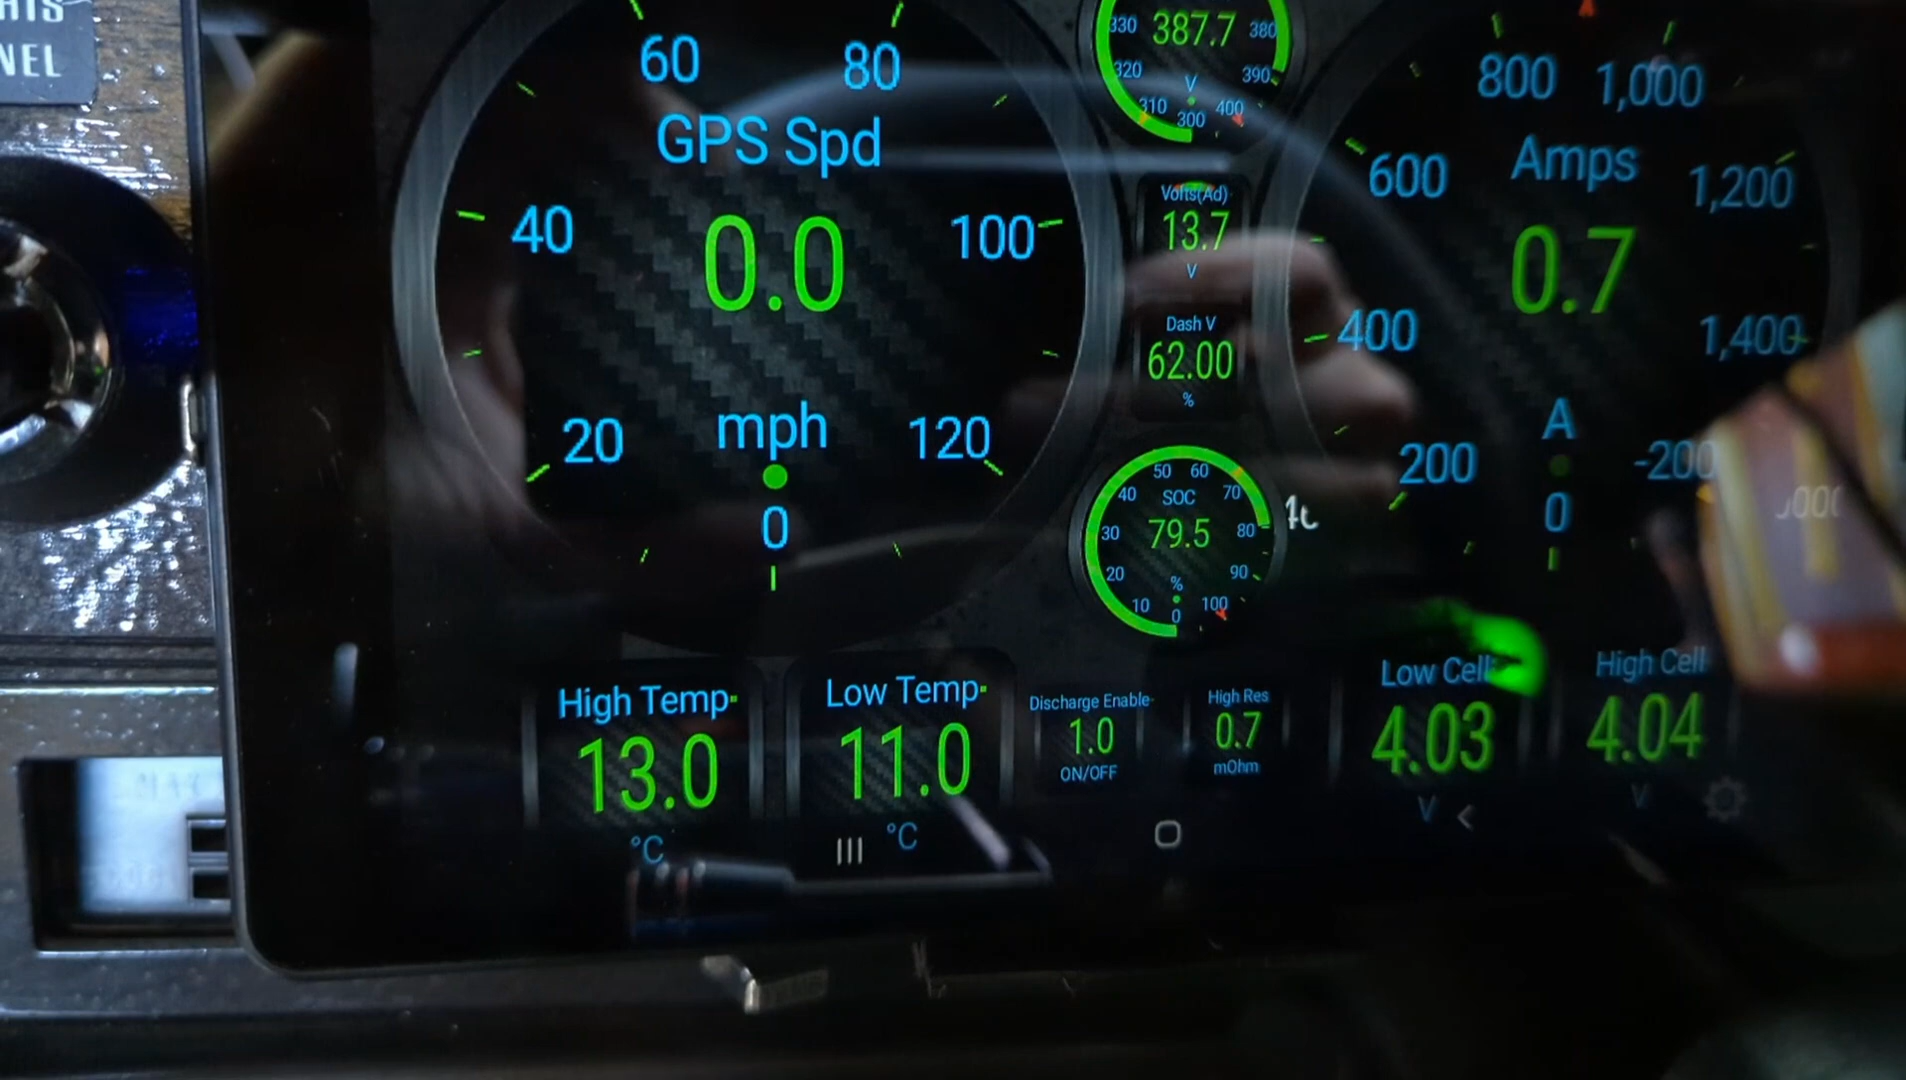 NEL
60
80
GPS Spd
40
0.0
100
20
mph
120
0
330
387.7
380
320
V
390
310
300
400
Volts(Ad)
13.7
V
Dash V
62.00
%
50
60
40
SOC
70
30
79.5
80
20
%
90
10
0
100
800
1,000
600
Amps
1,200
0.7
400
1,400
A
200
-200
0
High Temp
13.0
°C
Low Temp
11.0
°C
Discharge Enable
1.0
ON/OFF
High Res
0.7
mOhm
Low Cell
4.03
V
High Cell
4.04
V